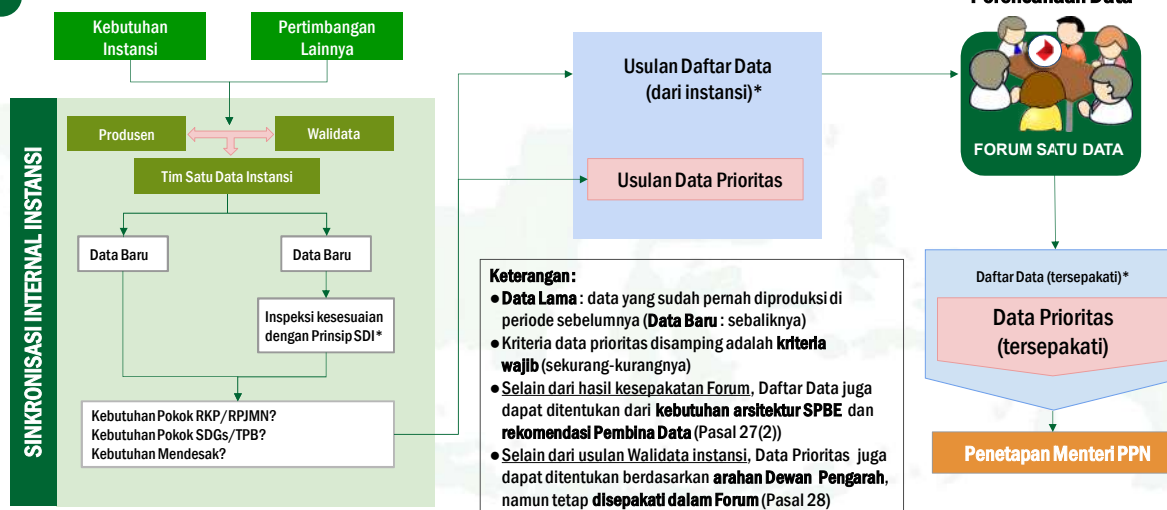 Perencanaan Data
Kebutuhan
Instansi
Pertimbangan
Lainnya
SINKRONISASI INTERNAL INSTANSI
Produsen
Walidata
Tim Satu Data Instansi
Data Baru
Data Baru
Inspeksi kesesuaian
dengan Prinsip SDI*
Kebutuhan Pokok RKP/RPJMN?
Kebutuhan Pokok SDGs/TPB?
Kebutuhan Mendesak?
Usulan Daftar Data
(dari instansi)*
Usulan Data Prioritas
FORUM SATU DATA
Daftar Data (tersepakati)*
Data Prioritas
(tersepakati)
Penetapan Menteri PPN
Keterangan:
● Data Lama : data yang sudah pernah diproduksi di
periode sebelumnya (Data Baru : sebaliknya)
● Kriteria data prioritas disamping adalah kriteria
wajib (sekurang-kurangnya)
● Selain dari hasil kesepakatan Forum, Daftar Data juga
dapat ditentukan dari kebutuhan arsitektur SPBE dan
rekomendasi Pembina Data (Pasal 27(2))
● Selain dari usulan Walidata instansi, Data Prioritas juga
dapat ditentukan berdasarkan arahan Dewan Pengarah,
namun tetap disepakati dalam Forum (Pasal 28)